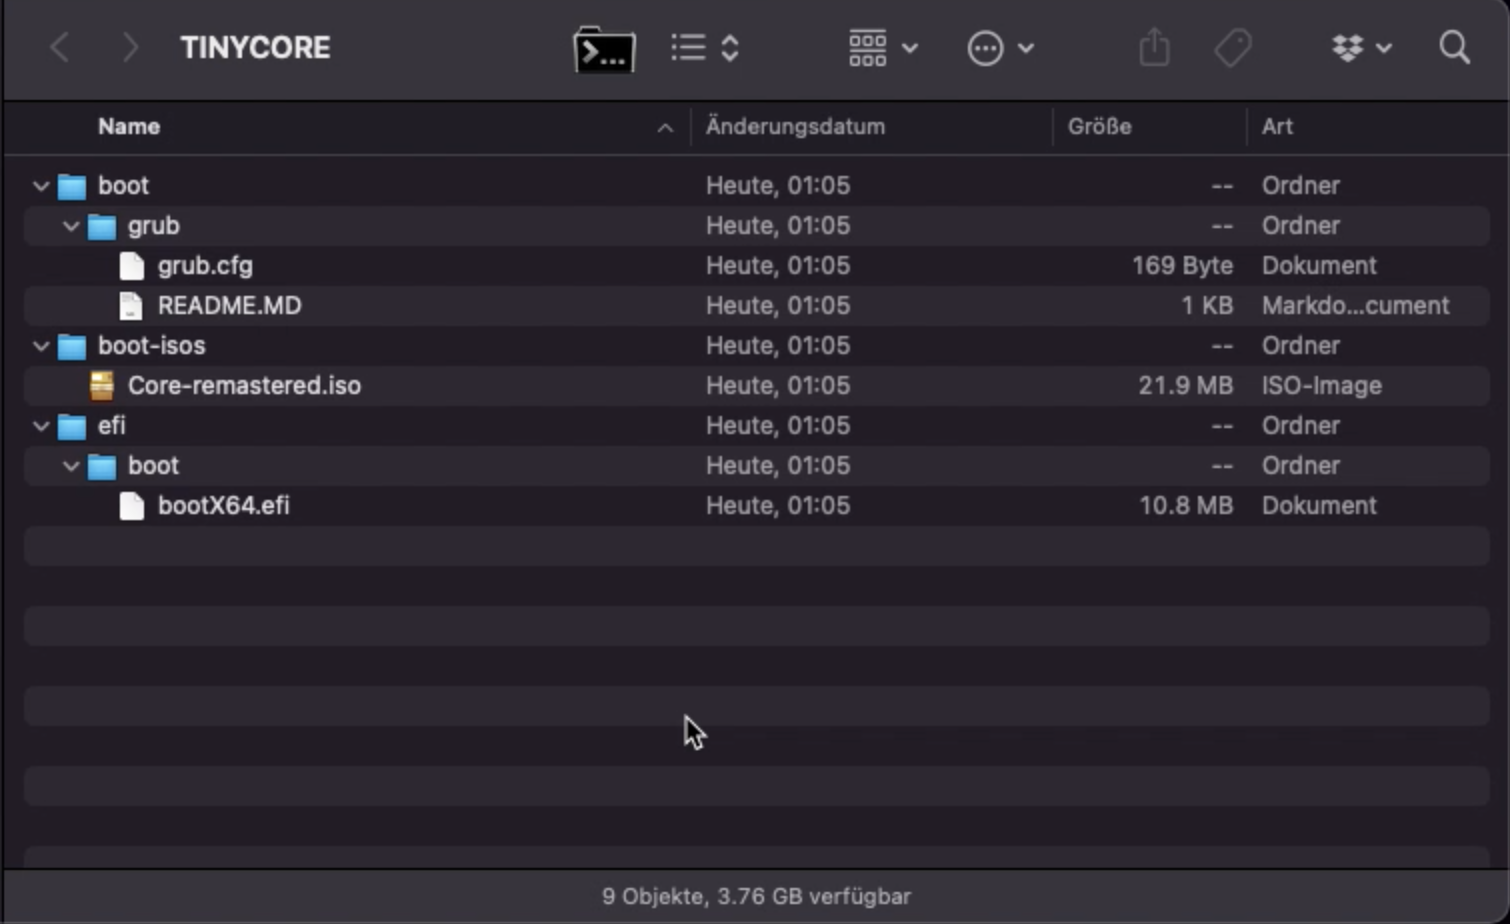 TINYCORE
Name Änderungsdatum Größe Art
boot Heute, 01:05 -- Ordner
grub Heute, 01:05 -- Ordner
grub.cfg Heute, 01:05 169 Byte Dokument
README.MD Heute, 01:05 1 KB Markdo...cument
boot-isos Heute, 01:05 -- Ordner
Core-remastered.iso Heute, 01:05 21.9 MB ISO-Image
efi Heute, 01:05 -- Ordner
boot Heute, 01:05 -- Ordner
bootX64.efi Heute, 01:05 10.8 MB Dokument
9 Objekte, 3.76 GB verfügbar